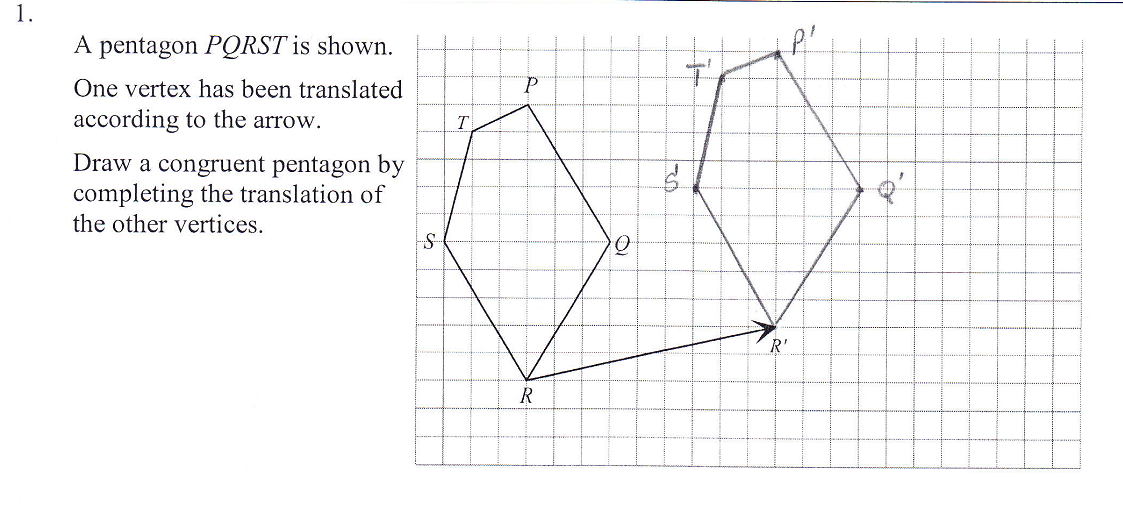 1.
A pentagon PQRST is shown.
One vertex has been translated
according to the arrow.
Draw a congruent pentagon by
completing the translation of
the other vertices.
P'
T'
P
T
S'
Q'
S
Q
R'
R